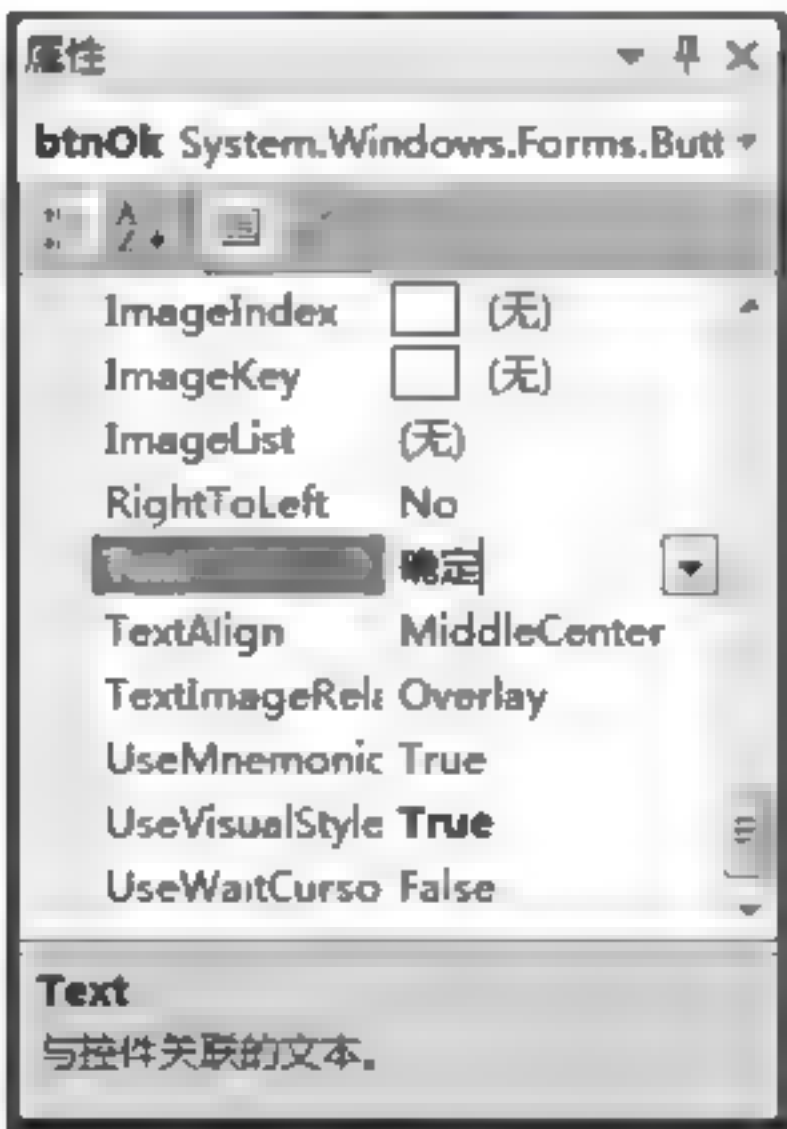 属性
btnOk System.Windows.Forms.Butt
ImageIndex (无)
ImageKey (无)
ImageList (无)
RightToLeft No
确定
TextAlign MiddleCenter
TextImageRela Overlay
UseMnemonic True
UseVisualStyle True
UseWaitCurso False
Text
与控件关联的文本。